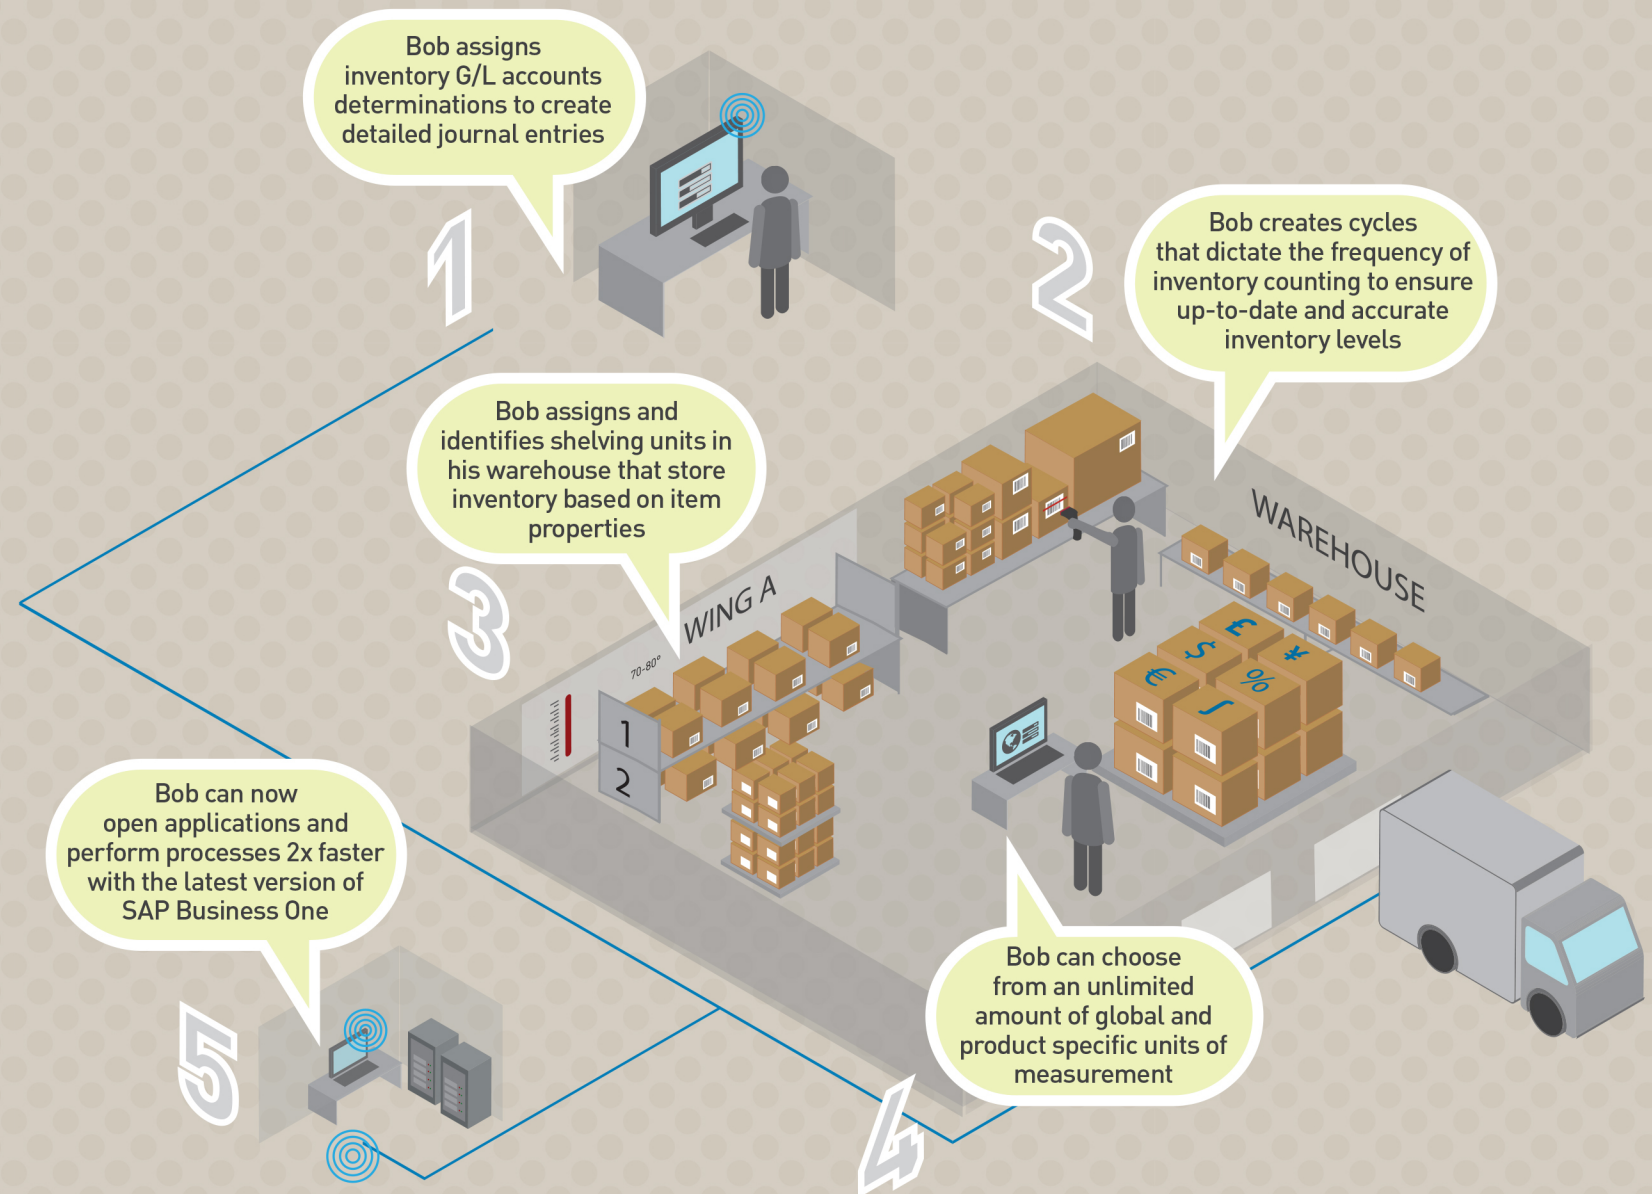 Bob assigns
inventory G/L accounts
determinations to create
detailed journal entries
1
2
Bob creates cycles
that dictate the frequency of
inventory counting to ensure
up-to-date and accurate
inventory levels
3
Bob assigns and
identifies shelving units in
his warehouse that store
inventory based on item
properties
WAREHOUSE
WING A
70-80°
1
2
£
$
¥
€
%
ʃ
4
Bob can choose
from an unlimited
amount of global and
product specific units of
measurement
5
Bob can now
open applications and
perform processes 2x faster
with the latest version of
SAP Business One